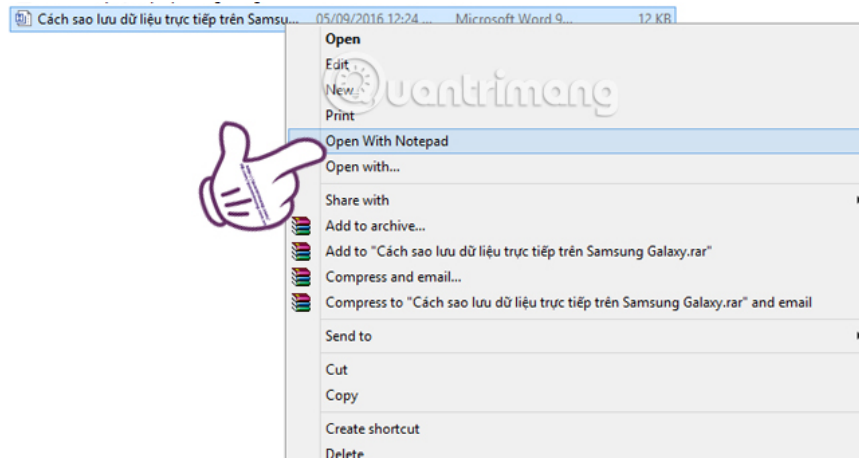 Cách sao lưu dữ liệu trực tiếp trên Samsu... 05/09/2016 12:24 ... Microsoft Word 9... 12 KB
Open
Edit
New
Quantrimang
Print
Open With Notepad
Open with...
Share with
Add to archive...
Add to "Cách sao lưu dữ liệu trực tiếp trên Samsung Galaxy.rar"
Compress and email...
Compress to "Cách sao lưu dữ liệu trực tiếp trên Samsung Galaxy.rar" and email
Send to
Cut
Copy
Create shortcut
Delete